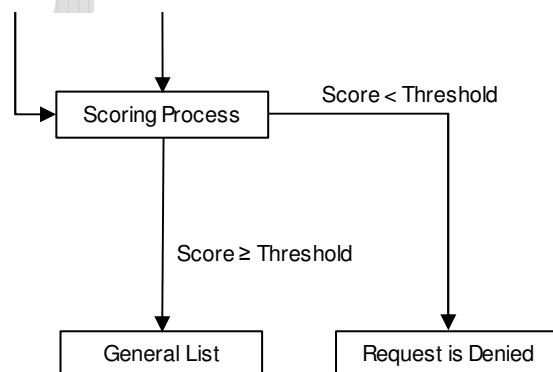 Score < Threshold
Scoring Process
Score ≥ Threshold
General List
Request is Denied